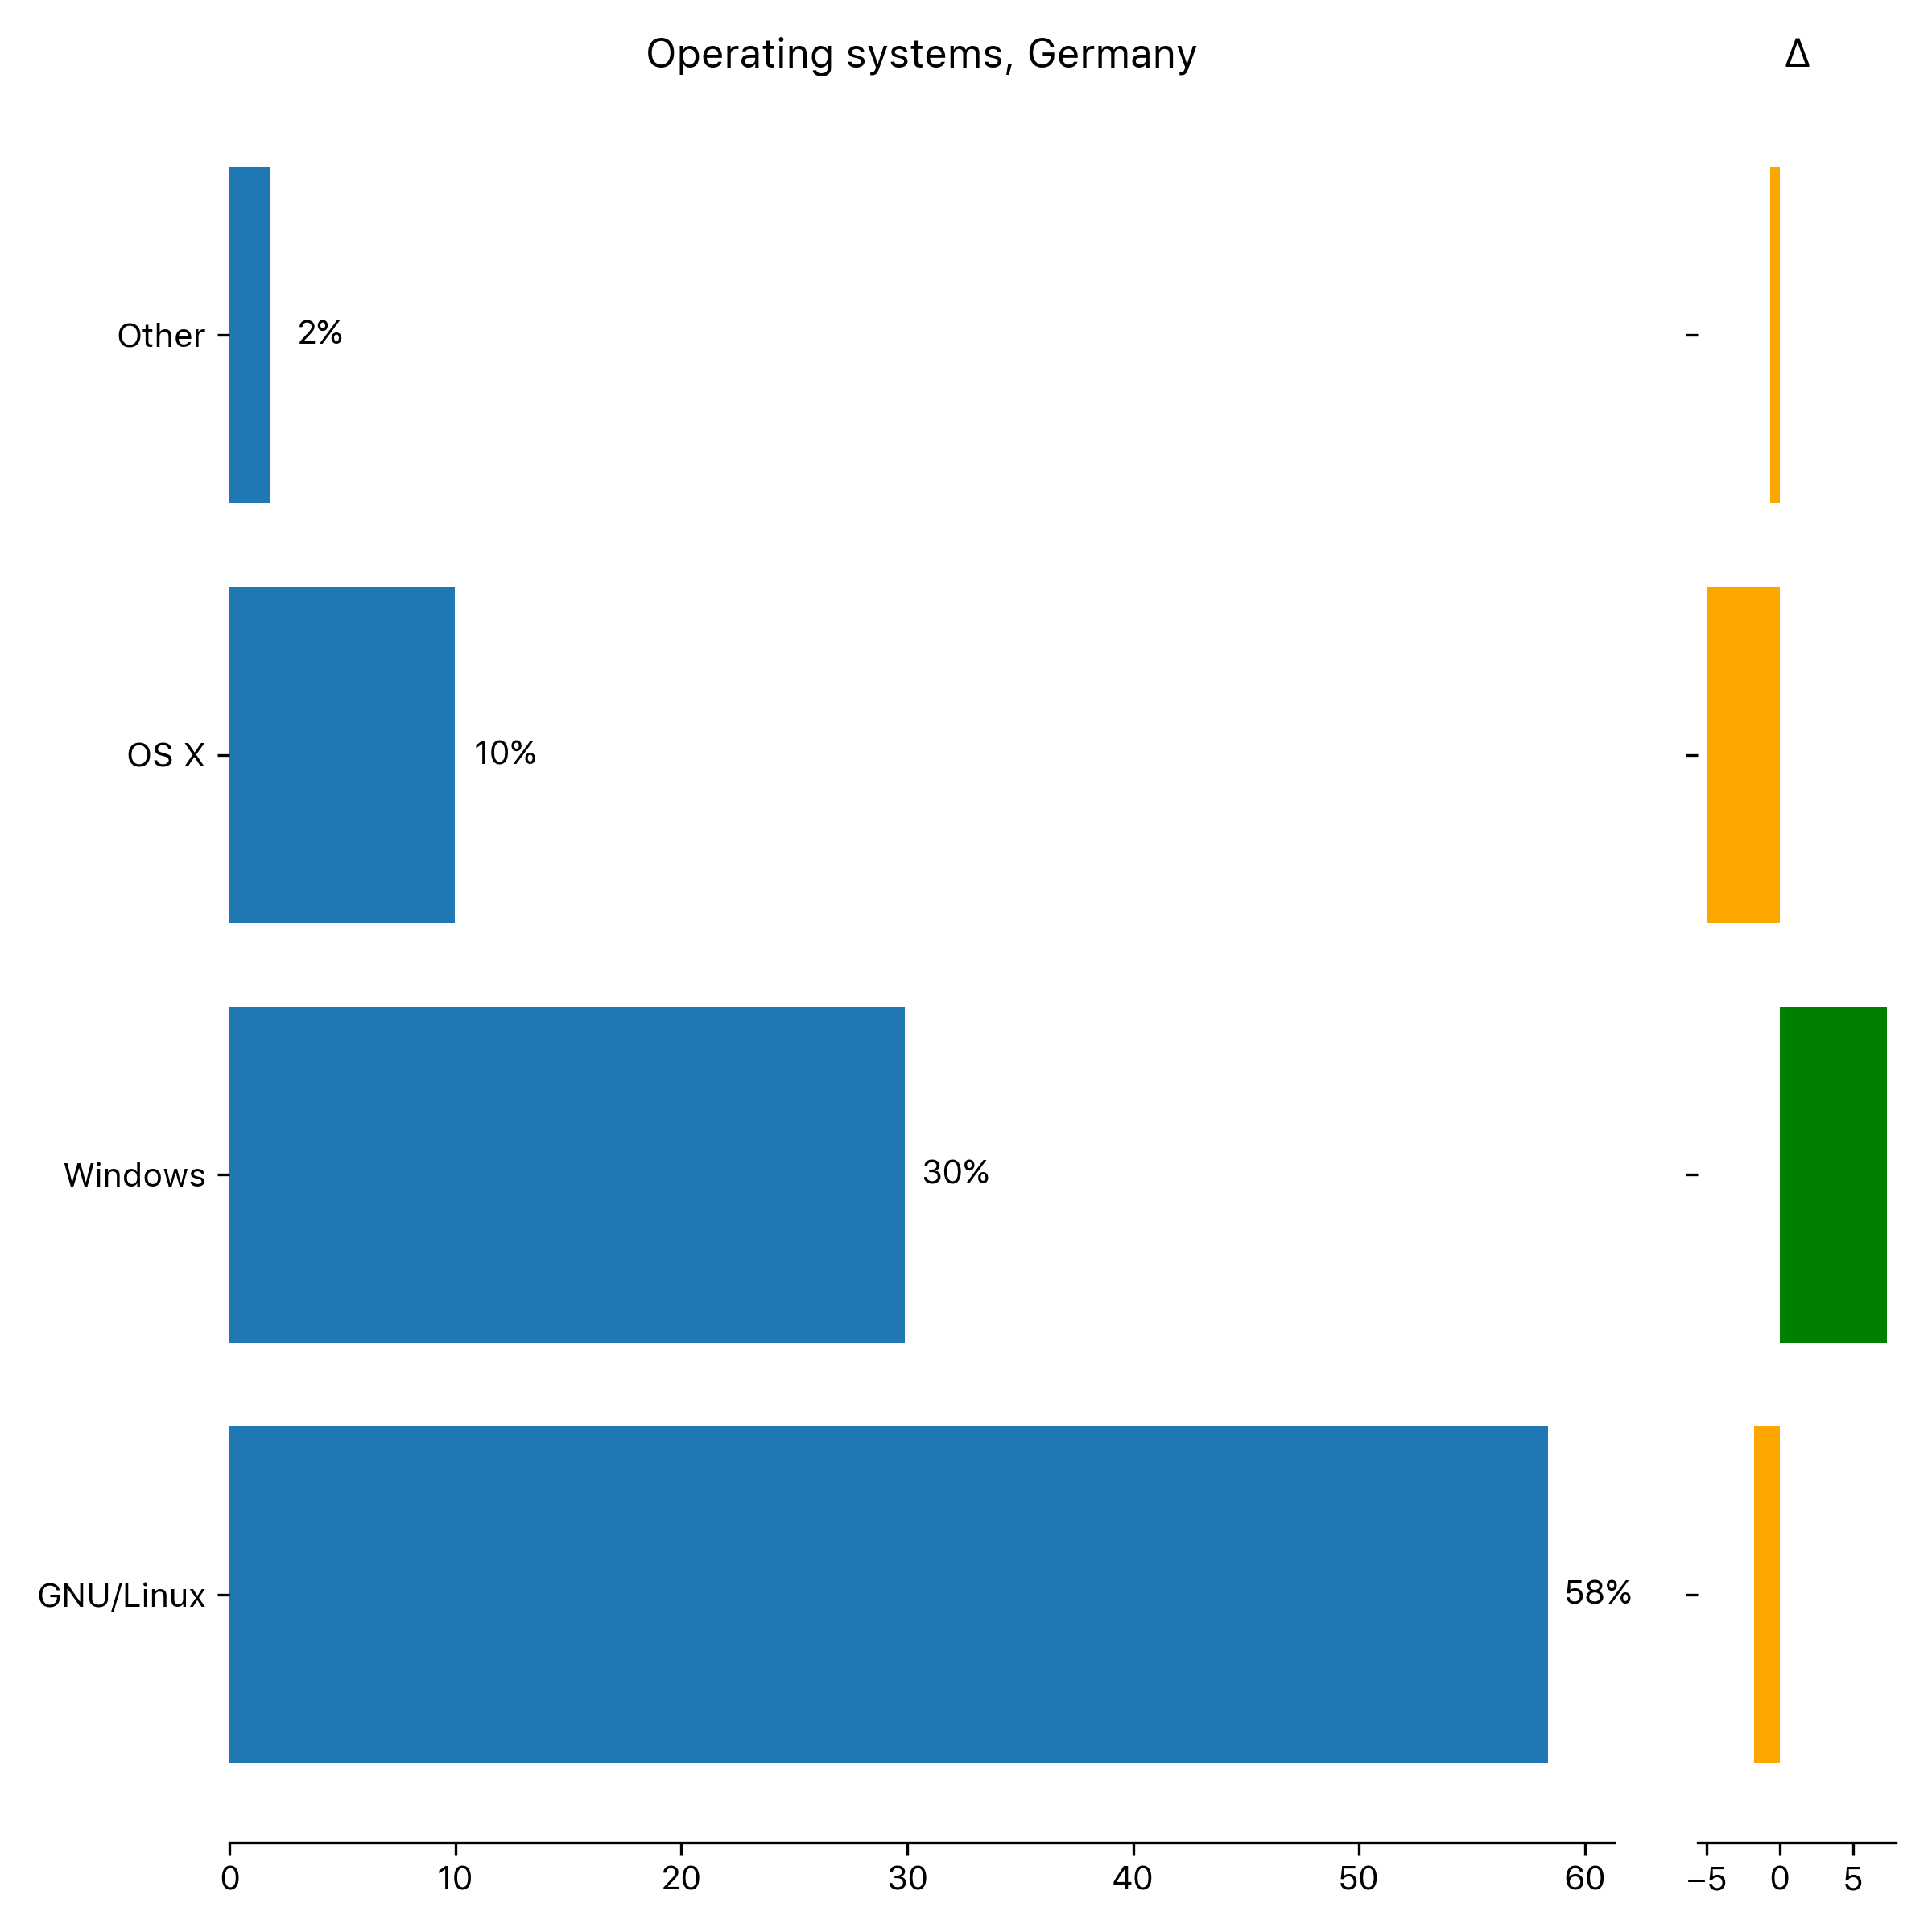 Operating systems, Germany
Δ
Other
2%
OS X
10%
Windows
30%
GNU/Linux
58%
0 10 20 30 40 50 60
−5 0 5